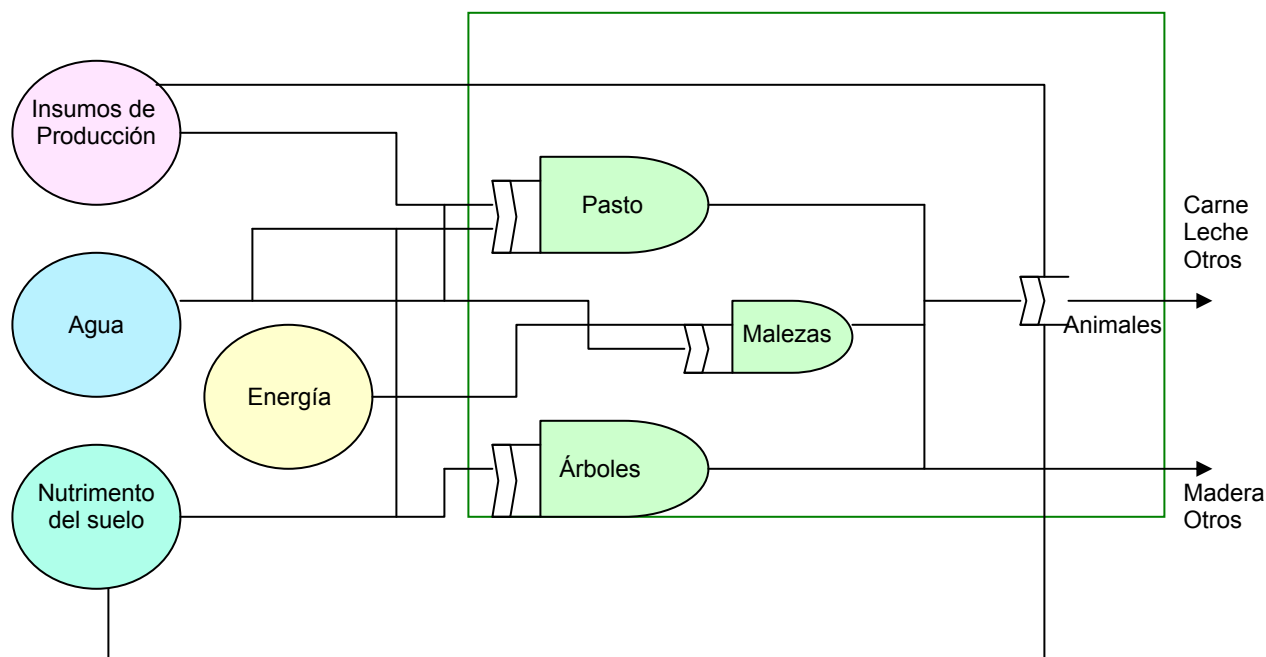 Insumos de
Producción
Pasto
Carne
Leche
Otros
Agua
Animales
Malezas
Energía
Árboles
Nutrimento
del suelo
Madera
Otros